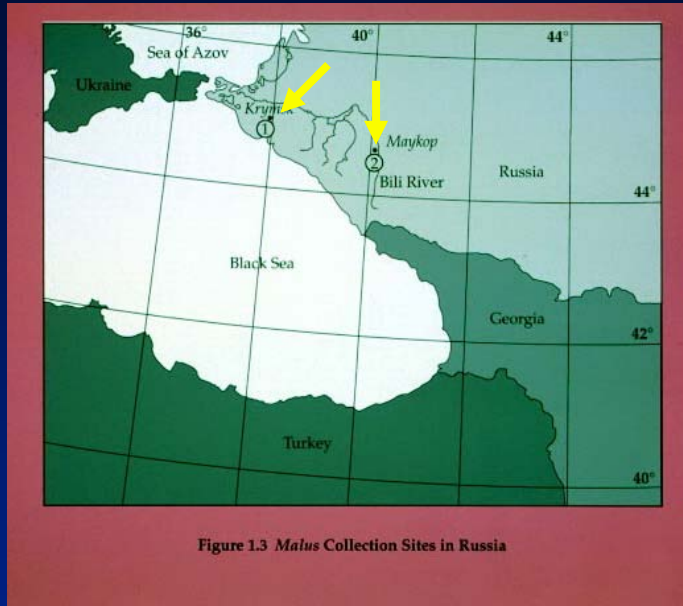 36°
40°
44°
Sea of Azov
Ukraine
Krymsk
1
Maykop
2
Bili River
Russia
44°
Black Sea
Georgia
42°
Turkey
40°
Figure 1.3 Malus Collection Sites in Russia